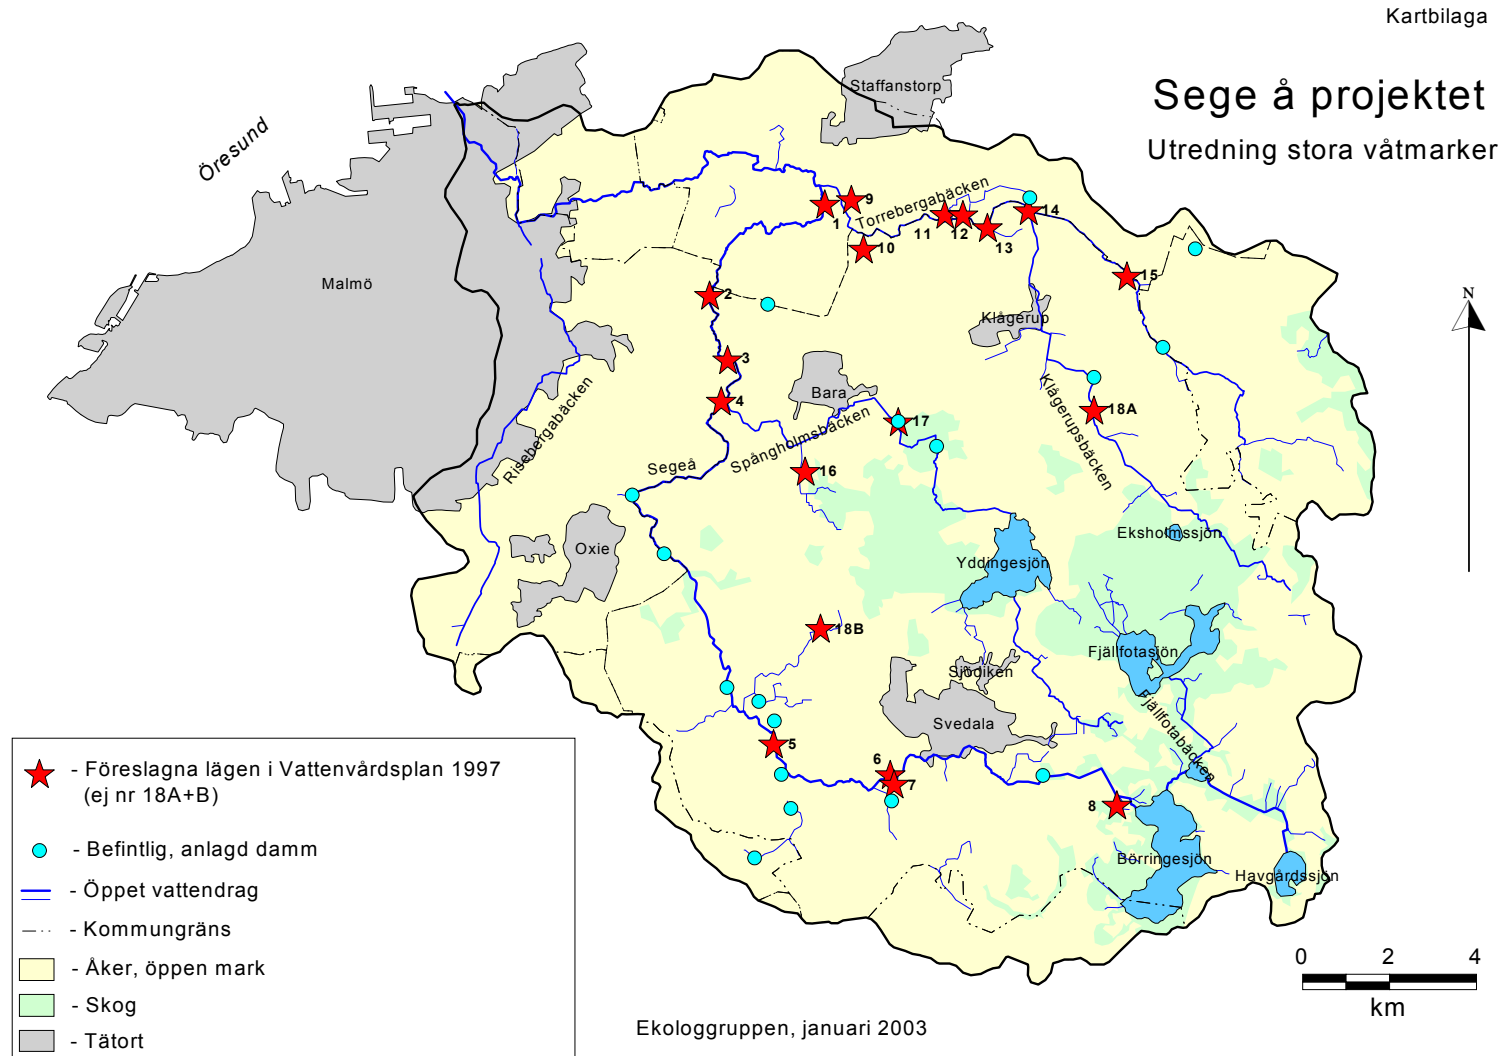 Kartbilaga
Sege å projektet
Utredning stora våtmarker
Staffanstorp
Öresund
Malmö
Torrebergabäcken
9
1
10
11
12
13
14
15
2
3
4
Klågerup
Bara
17
18A
Klågerupsbäcken
Risebergabäcken
Segeå
Spångholmsbäcken
16
Oxie
Eksholmssjön
Yddingesjön
18B
Fjällfotasjön
Sjödiken
Svedala
Fjällfotabäcken
5
6
7
8
Börringesjön
Havgårdssjön
N
- Föreslagna lägen i Vattenvårdsplan 1997
(ej nr 18A+B)
- Befintlig, anlagd damm
- Öppet vattendrag
- Kommungräns
- Åker, öppen mark
- Skog
- Tätort
0 2 4
km
Ekologgruppen, januari 2003